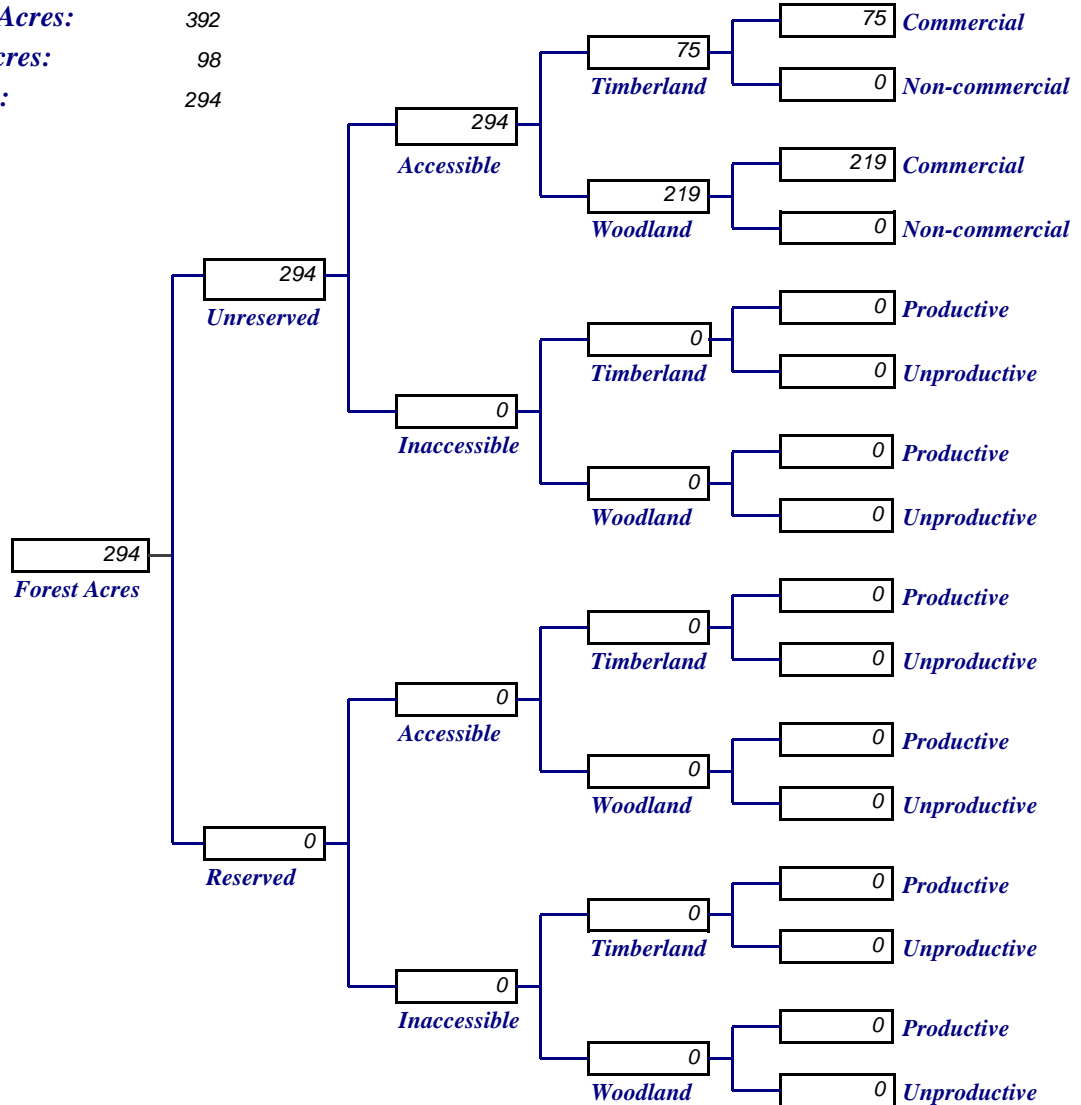 Acres: 392
cres: 98
: 294
75 Commercial
75
Timberland
0 Non-commercial
294
Accessible
219 Commercial
219
Woodland
0 Non-commercial
294
Unreserved
0 Productive
0
Timberland
0 Unproductive
0
Inaccessible
0 Productive
0
Woodland
0 Unproductive
294
Forest Acres
0 Productive
0
Timberland
0 Unproductive
0
Accessible
0 Productive
0
Woodland
0 Unproductive
0
Reserved
0 Productive
0
Timberland
0 Unproductive
0
Inaccessible
0 Productive
0
Woodland
0 Unproductive